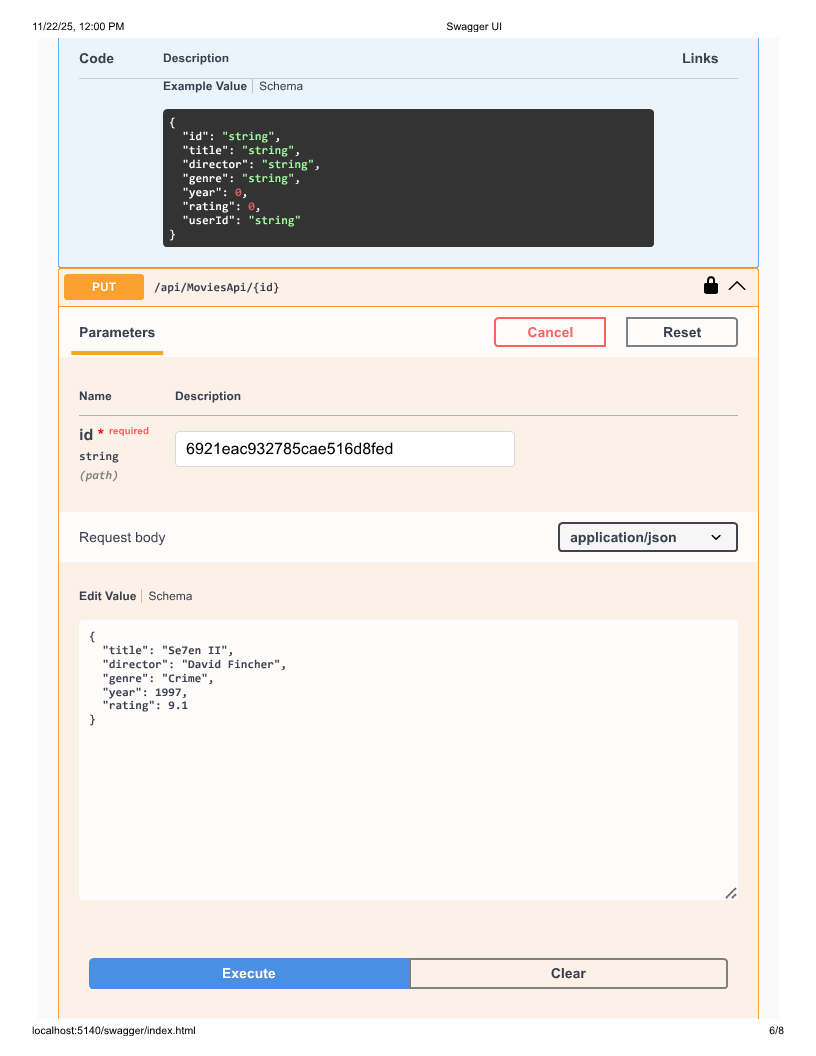 11/22/25, 12:00 PM Swagger UI
Code Description Links
Example Value Schema
{
  "id": "string",
  "title": "string",
  "director": "string",
  "genre": "string",
  "year": 0,
  "rating": 0,
  "userId": "string"
}
PUT /api/MoviesApi/{id}
Parameters Cancel Reset
Name Description
id * required
string
(path)
6921eac932785cae516d8fed
Request body application/json
Edit Value Schema
{
  "title": "Se7en II",
  "director": "David Fincher",
  "genre": "Crime",
  "year": 1997,
  "rating": 9.1
}
Execute Clear
localhost:5140/swagger/index.html 6/8